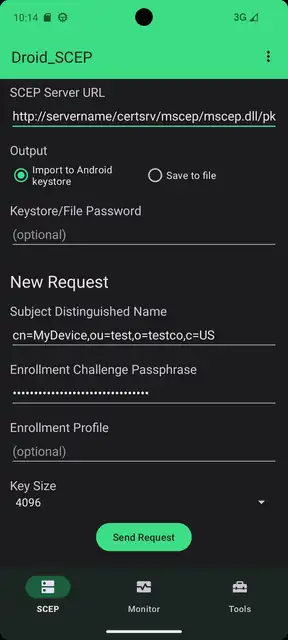 10:14
3G
Droid_SCEP
SCEP Server URL
http://servername/certsrv/mscep/mscep.dll/pk
Output
Import to Android
keystore
Save to file
Keystore/File Password
(optional)
New Request
Subject Distinguished Name
cn=MyDevice,ou=test,o=testco,c=US
Enrollment Challenge Passphrase
••••••••••••••••••••••••••••••••
Enrollment Profile
(optional)
Key Size
4096
Send Request
SCEP
Monitor
Tools